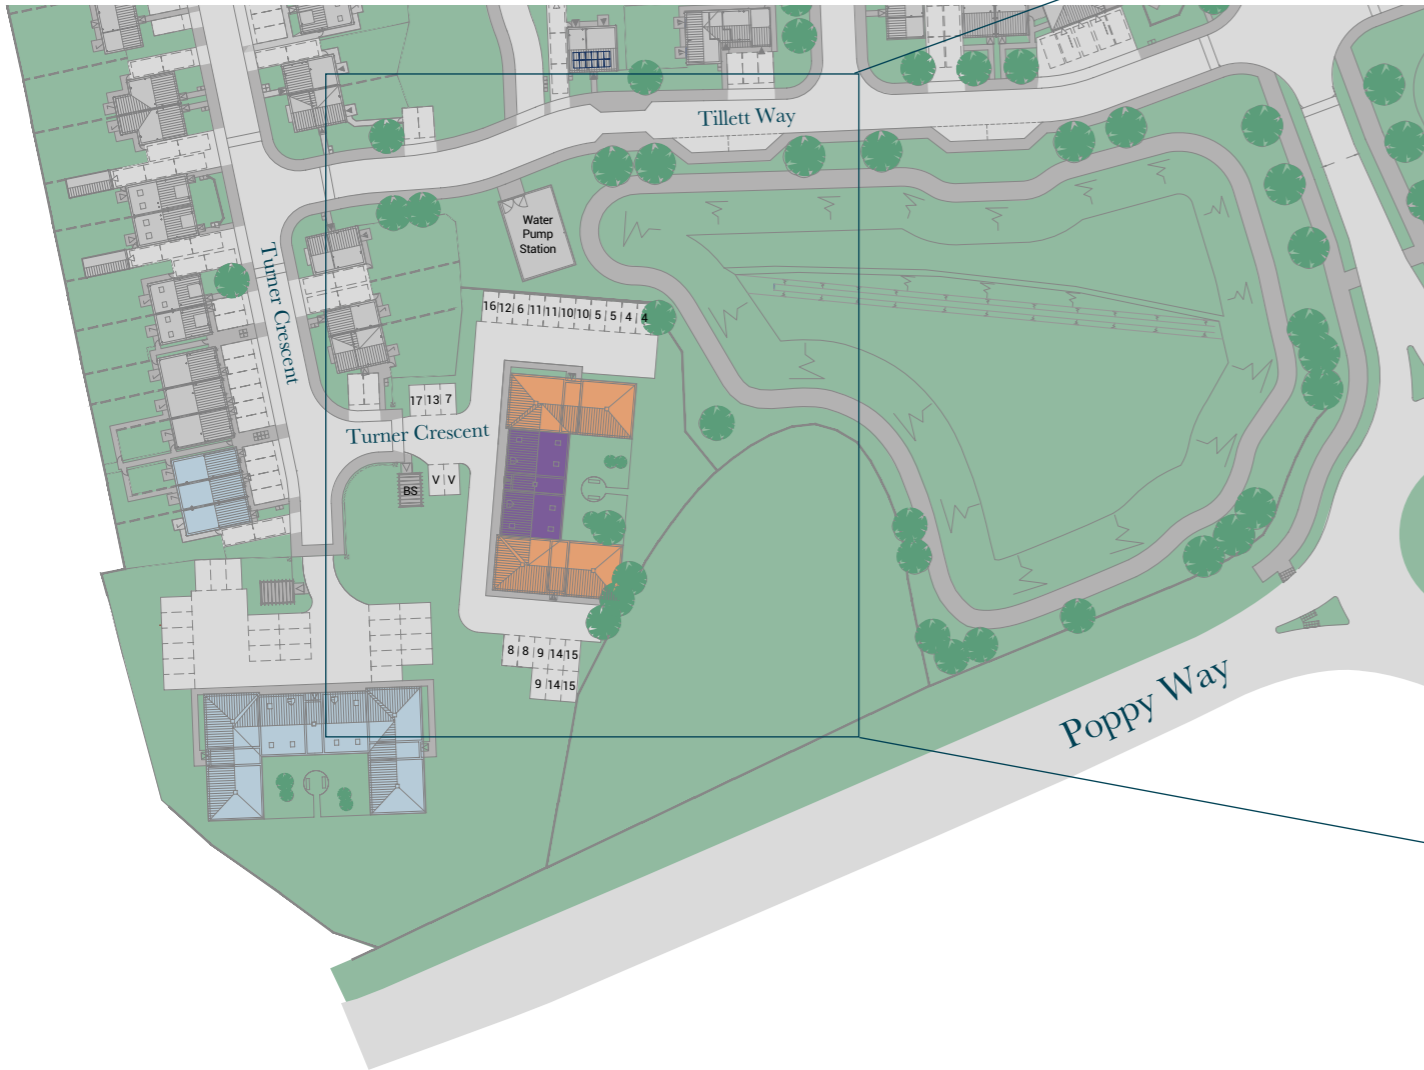 Tillett Way
Water
Pump
Station
Turner Crescent
16 12 6 11 11 10 10 5 5 4 4
17 13 7
Turner Crescent
BS
V V
8 8 9 14 15
9 14 15
Poppy Way